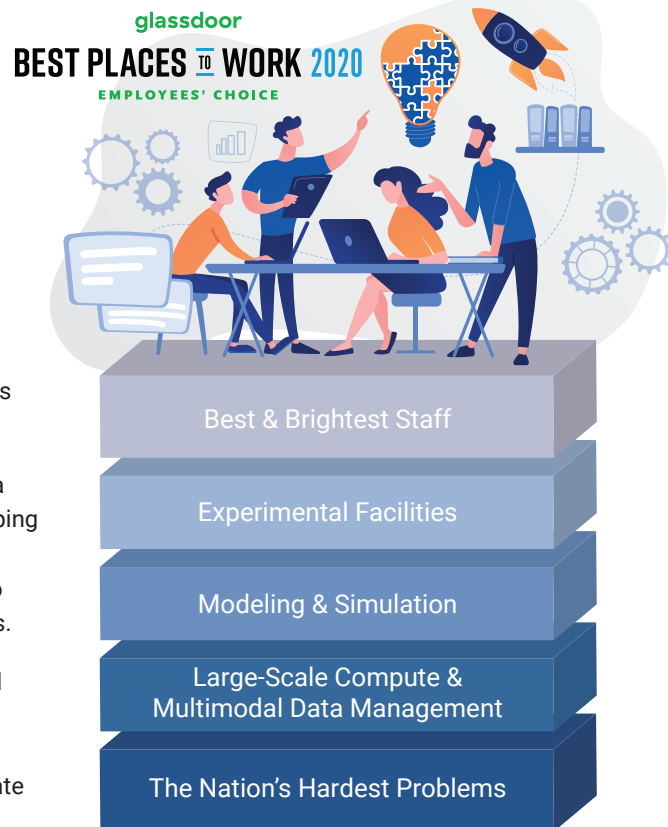 glassdoor
BEST PLACES TO WORK 2020
EMPLOYEES' CHOICE
Best & Brightest Staff
Experimental Facilities
Modeling & Simulation
Large-Scale Compute &
Multimodal Data Management
The Nation's Hardest Problems